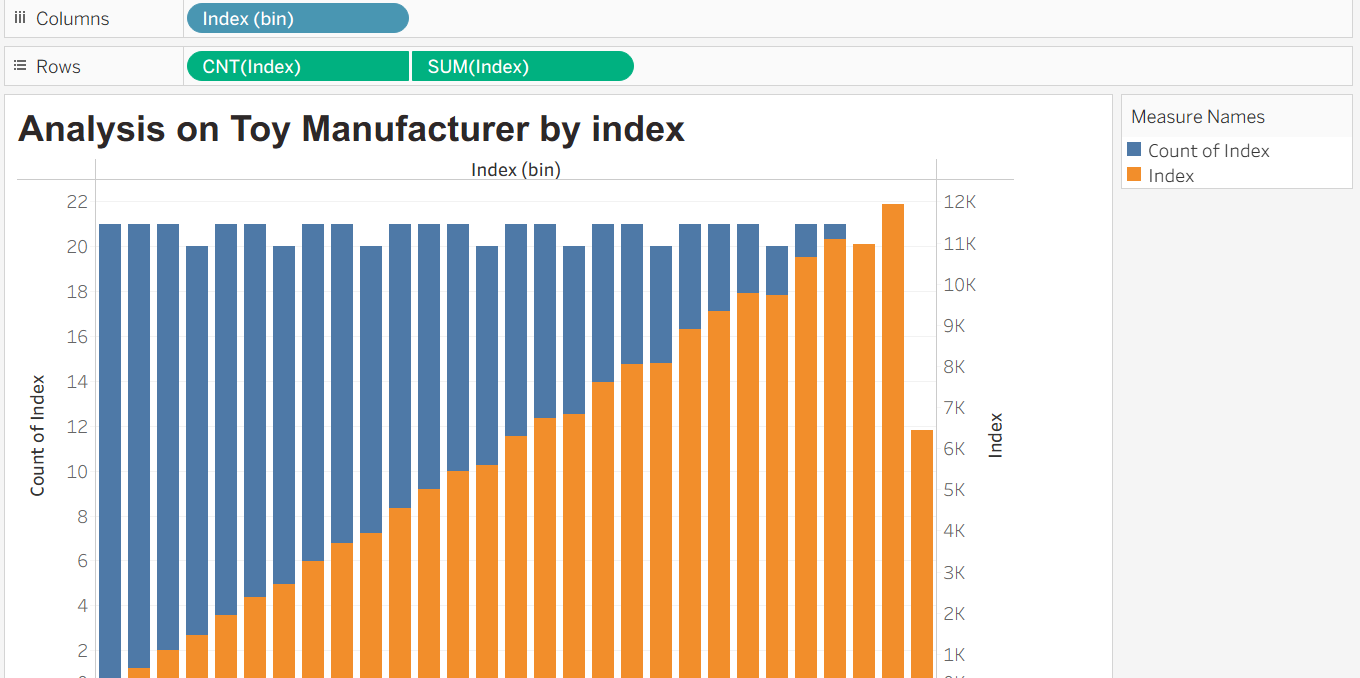 Columns
Index (bin)
Rows
CNT(Index)
SUM(Index)
Analysis on Toy Manufacturer by index
Index (bin)
22
20
18
16
14
12
10
8
6
4
2
Count of Index
12K
11K
10K
9K
8K
7K
6K
5K
4K
3K
2K
1K
Index
Measure Names
Count of Index
Index